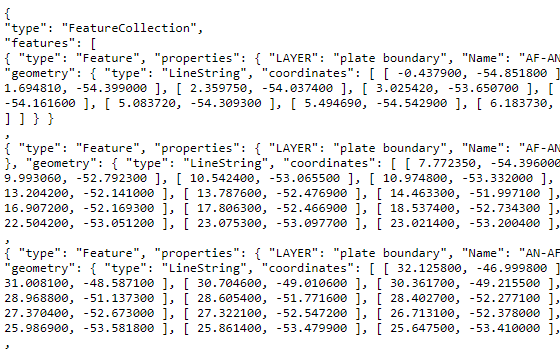 {
"type": "FeatureCollection",
"features": [
{ "type": "Feature", "properties": { "LAYER": "plate boundary", "Name": "AF-AN
"geometry": { "type": "LineString", "coordinates": [ [ -0.437900, -54.851800 ]
1.694810, -54.399000 ], [ 2.359750, -54.037400 ], [ 3.025420, -53.650700 ], [
-54.161600 ], [ 5.083720, -54.309300 ], [ 5.494690, -54.542900 ], [ 6.183730,
] ] } }
,
{ "type": "Feature", "properties": { "LAYER": "plate boundary", "Name": "AF-AN
}, "geometry": { "type": "LineString", "coordinates": [ [ 7.772350, -54.396000
9.993060, -52.792300 ], [ 10.542400, -53.065500 ], [ 10.974800, -53.332000 ],
13.204200, -52.141000 ], [ 13.787600, -52.476900 ], [ 14.463300, -51.997100 ],
16.907200, -52.169300 ], [ 17.806300, -52.466900 ], [ 18.537400, -52.734300 ],
22.504200, -53.051200 ], [ 23.075300, -53.097700 ], [ 23.021400, -53.200400 ],
,
{ "type": "Feature", "properties": { "LAYER": "plate boundary", "Name": "AN-AF
"geometry": { "type": "LineString", "coordinates": [ [ 32.125800, -46.999800 ]
31.008100, -48.587100 ], [ 30.704600, -49.010600 ], [ 30.361700, -49.215500 ],
28.968800, -51.137300 ], [ 28.605400, -51.771600 ], [ 28.402700, -52.277100 ],
27.370400, -52.673000 ], [ 27.322100, -52.547200 ], [ 26.713100, -52.378000 ],
25.986900, -53.581800 ], [ 25.861400, -53.479900 ], [ 25.647500, -53.410000 ],
,